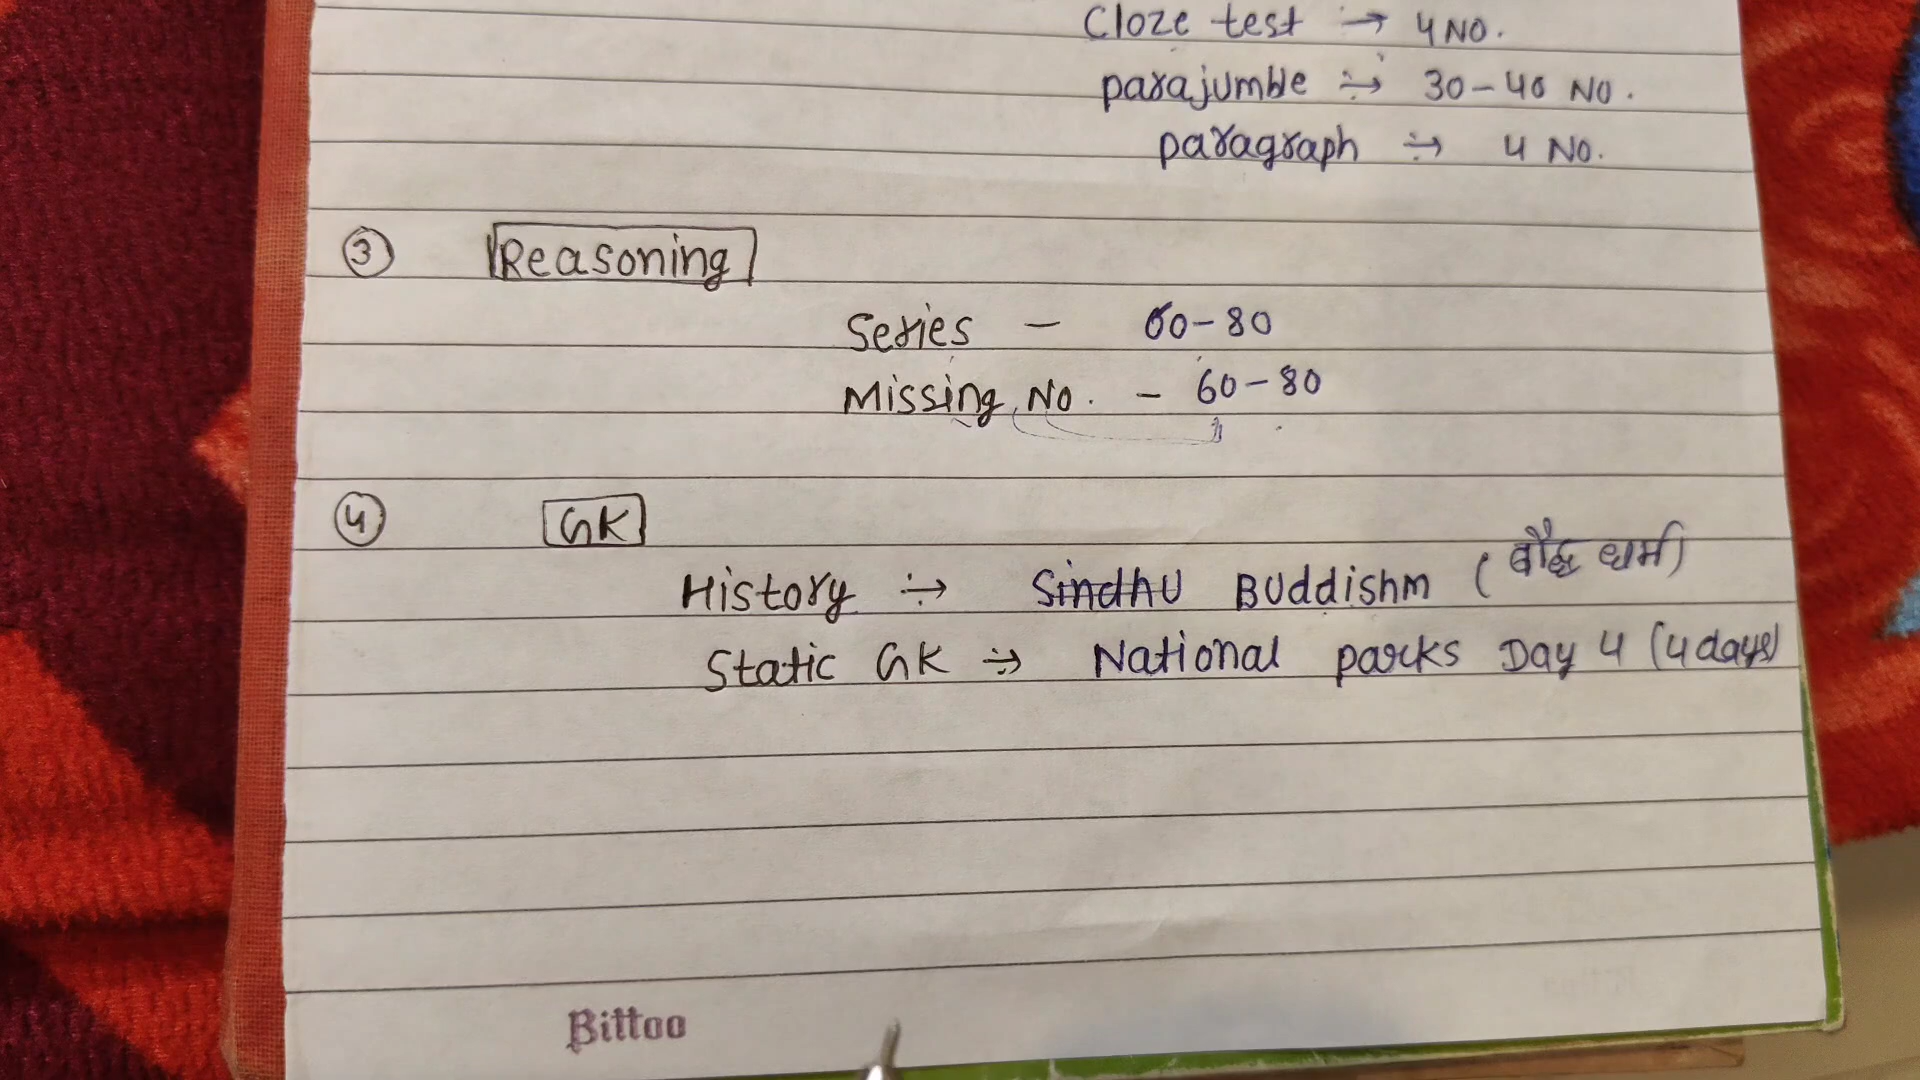 Cloze test → 4 NO.
parajumble ÷→ 30-40 NO.
paragraph ÷→ 4 NO.
③ Reasoning
Series - 60-80
Missing No. - 60-80
④ GK
History ÷→ Sindhu Buddishm (बौद्ध धर्म)
Static GK ÷→ National parks Day 4 (4 days)
Bittoo